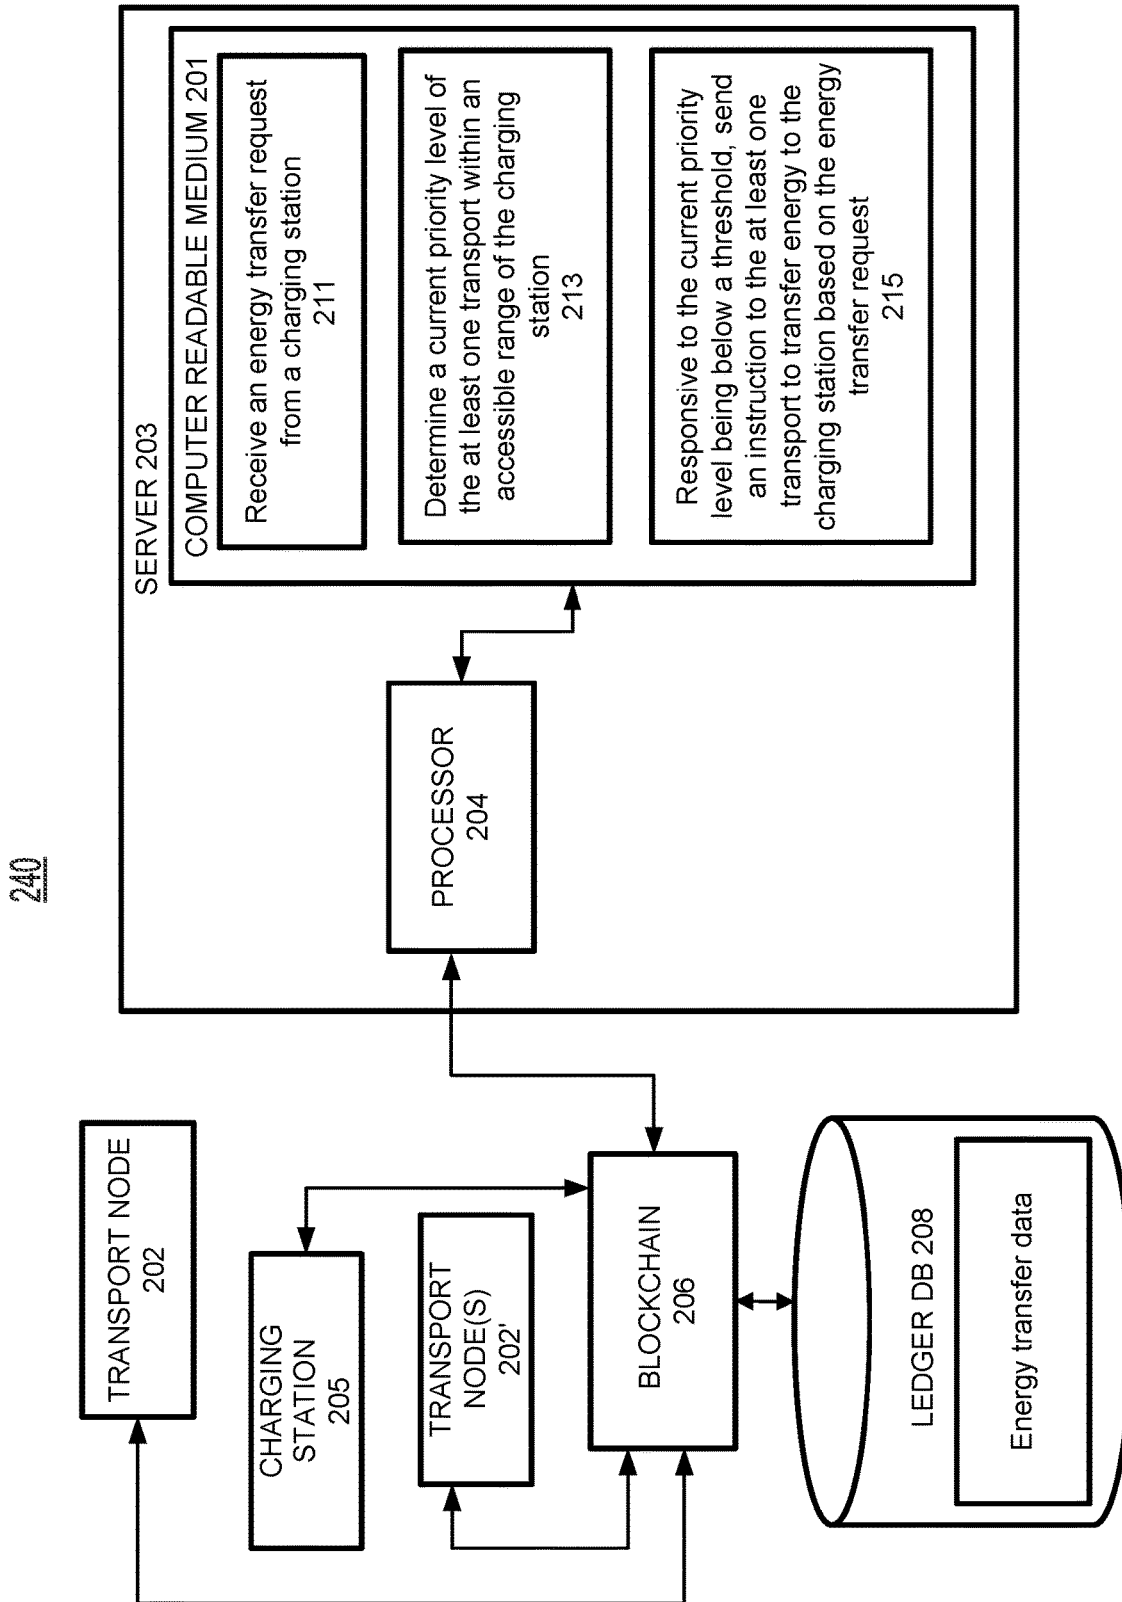 240
SERVER 203
COMPUTER READABLE MEDIUM 201
Receive an energy transfer request
from a charging station
211
Determine a current priority level of
the at least one transport within an
accessible range of the charging
station
213
Responsive to the current priority
level being below a threshold, send
an instruction to the at least one
transport to transfer energy to the
charging station based on the energy
transfer request
215
PROCESSOR
204
TRANSPORT NODE
202
CHARGING
STATION
205
TRANSPORT
NODE(S)
202'
BLOCKCHAIN
206
LEDGER DB 208
Energy transfer data